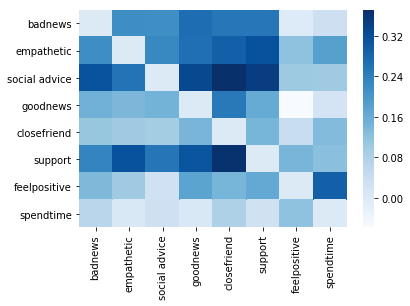 badnews
empathetic
social advice
goodnews
closefriend
support
feelpositive
spendtime
0.32
0.24
0.16
0.08
0.00
badnews
empathetic
social advice
goodnews
closefriend
support
feelpositive
spendtime